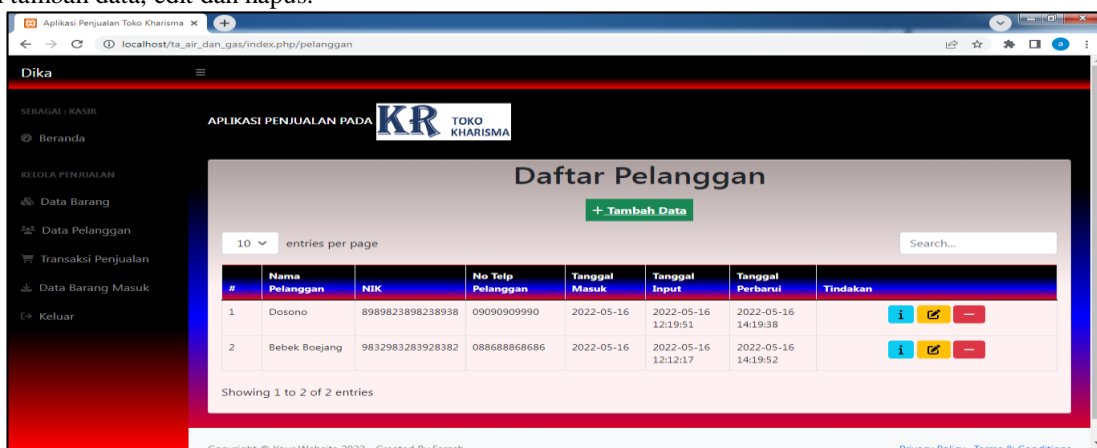 tambah data, edit dan hapus.
Aplikasi Penjualan Toko Kharisma
localhost/ta_air_dan_gas/index.php/pelanggan
a
Dika
SEBAGAI : KASIR
Beranda
KELOLA PENJUALAN
Data Barang
Data Pelanggan
Transaksi Penjualan
Data Barang Masuk
Keluar
APLIKASI PENJUALAN PADA KR TOKO KHARISMA
Daftar Pelanggan
+ Tambah Data
10 entries per page
Search...
# Nama Pelanggan NIK No Telp Pelanggan Tanggal Masuk Tanggal Input Tanggal Perbarui Tindakan
1 Dosono 8989823898238938 09090909990 2022-05-16 2022-05-16 12:19:51 2022-05-16 14:19:38 i
2 Bebek Boejang 9832983283928382 088688868686 2022-05-16 2022-05-16 12:12:17 2022-05-16 14:19:52 i
Showing 1 to 2 of 2 entries